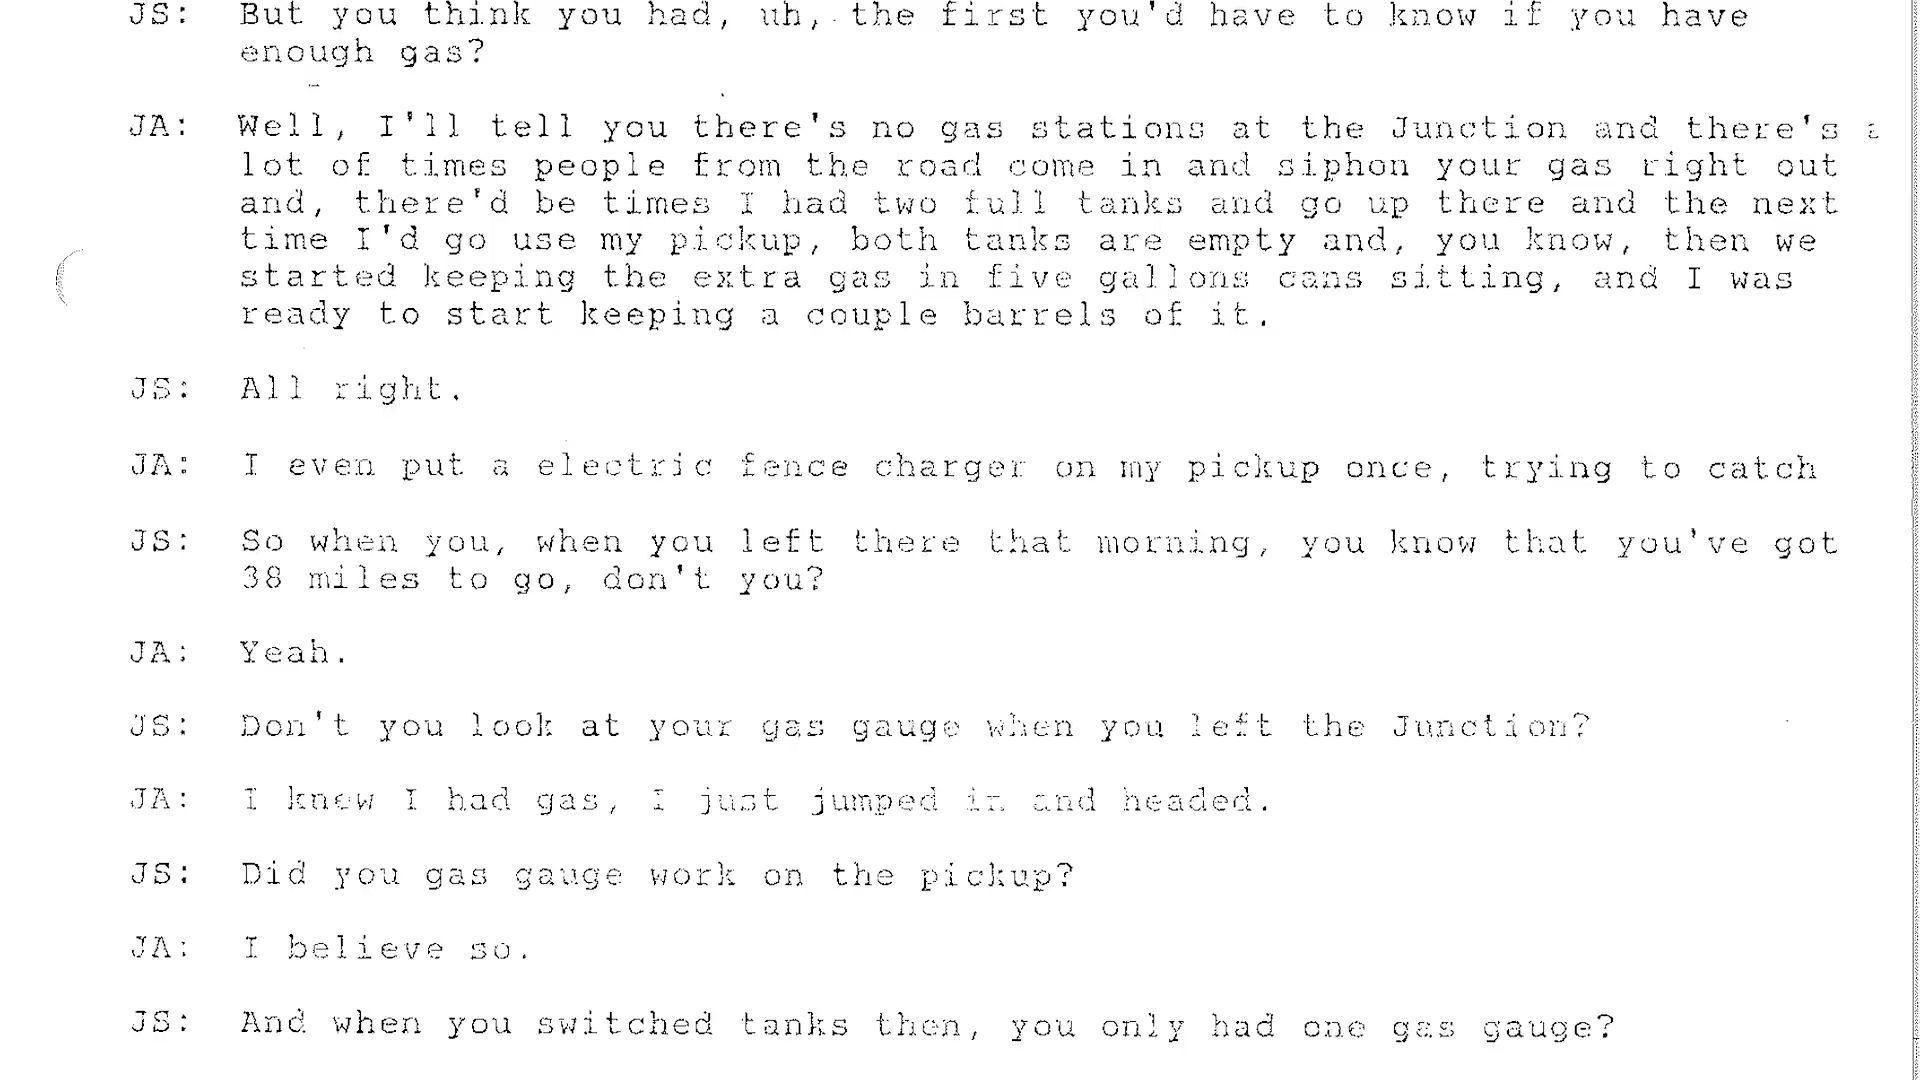 JS: But you think you had, uh, the first you'd have to know if you have
enough gas?
JA: Well, I'll tell you there's no gas stations at the Junction and there's a
lot of times people from the road come in and siphon your gas right out
and, there'd be times I had two full tanks and go up there and the next
time I'd go use my pickup, both tanks are empty and, you know, then we
started keeping the extra gas in five gallons cans sitting, and I was
ready to start keeping a couple barrels of it.
JS: All right.
JA: I even put a electric fence charger on my pickup once, trying to catch
JS: So when you, when you left there that morning, you know that you've got
38 miles to go, don't you?
JA: Yeah.
JS: Don't you look at your gas gauge when you left the Junction?
JA: I knew I had gas, I just jumped in and headed.
JS: Did you gas gauge work on the pickup?
JA: I believe so.
JS: And when you switched tanks then, you only had one gas gauge?